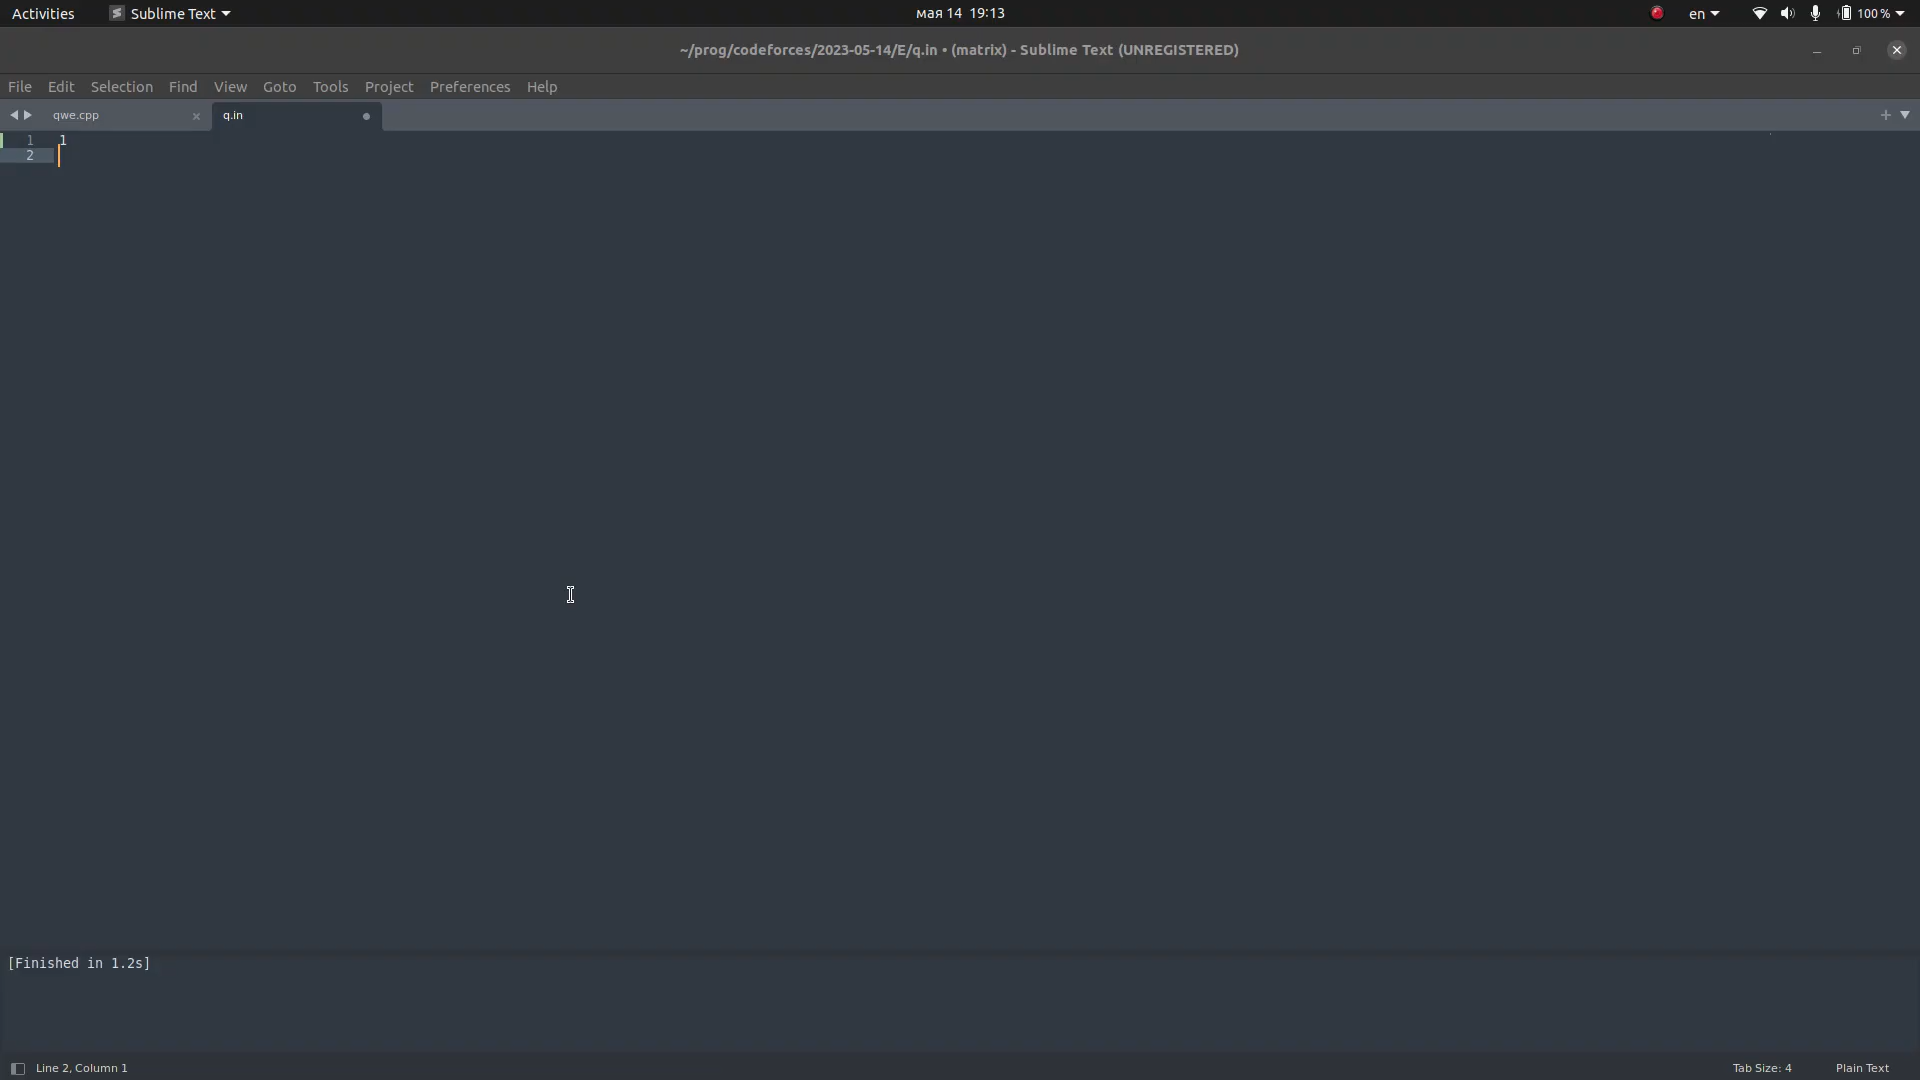 Activities Sublime Text мая 14 19:13 en 100 %
~/prog/codeforces/2023-05-14/E/q.in • (matrix) - Sublime Text (UNREGISTERED)
File Edit Selection Find View Goto Tools Project Preferences Help
qwe.cpp q.in
1 1
2
[Finished in 1.2s]
Line 2, Column 1 Tab Size: 4 Plain Text